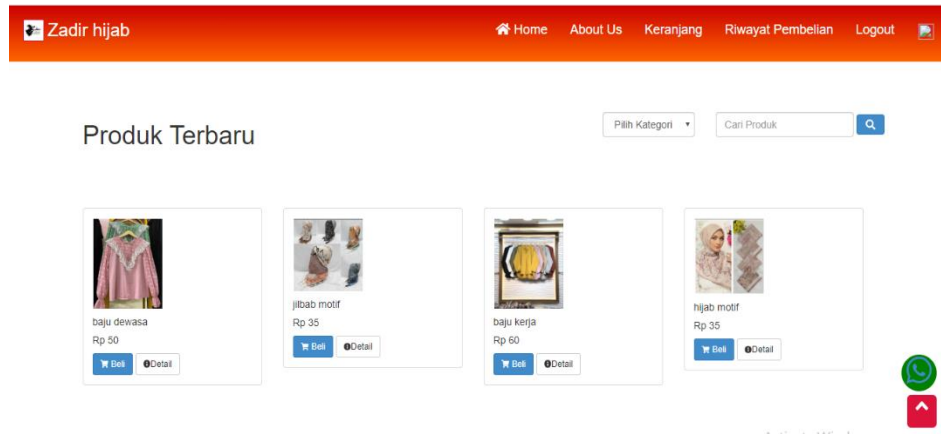 Zadir hijab
Home About Us Keranjang Riwayat Pembelian Logout
Produk Terbaru
Pilih Kategori
Cari Produk
baju dewasa
Rp 50
Beli Detail
jilbab motif
Rp 35
Beli Detail
baju kerja
Rp 60
Beli Detail
hijab motif
Rp 35
Beli Detail